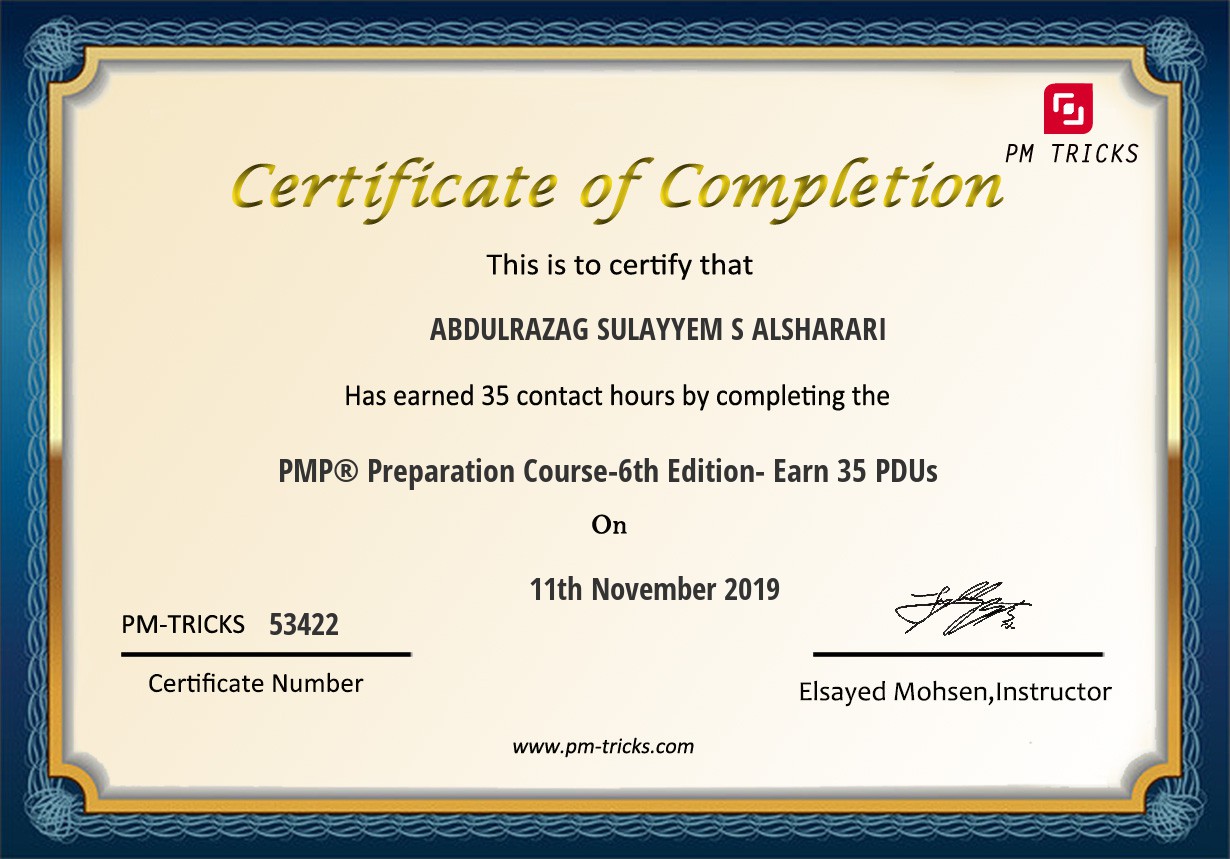 PM TRICKS
Certificate of Completion
This is to certify that
ABDULRAZAG SULAYYEM S ALSHARARI
Has earned 35 contact hours by completing the
PMP® Preparation Course-6th Edition- Earn 35 PDUs
On
11th November 2019
PM-TRICKS 53422
Certificate Number
Elsayed Mohsen,Instructor
www.pm-tricks.com